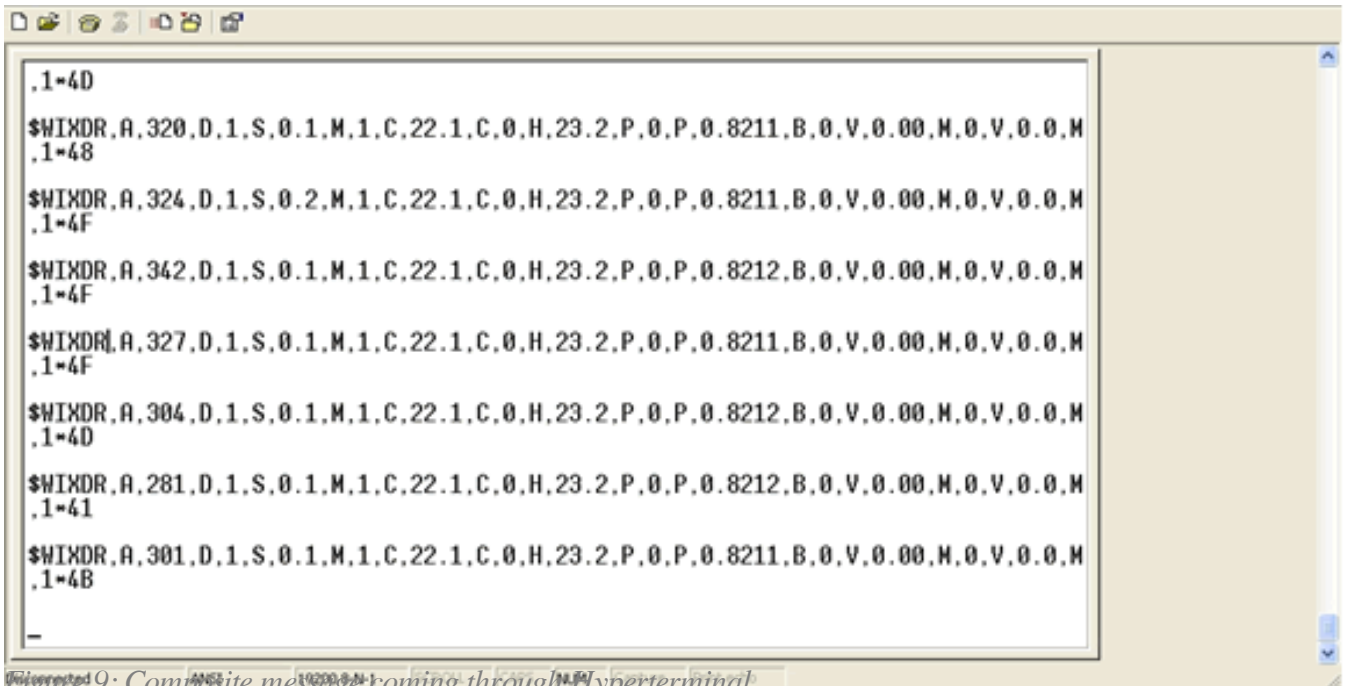 ,1*4D
$WIXDR,A,320,D,1,S,0.1,M,1,C,22.1,C,0,H,23.2,P,0,P,0.8211,B,0,V,0.00,M,0,V,0.0,M
,1*48
$WIXDR,A,324,D,1,S,0.2,M,1,C,22.1,C,0,H,23.2,P,0,P,0.8211,B,0,V,0.00,M,0,V,0.0,M
,1*4F
$WIXDR,A,342,D,1,S,0.1,M,1,C,22.1,C,0,H,23.2,P,0,P,0.8212,B,0,V,0.00,M,0,V,0.0,M
,1*4F
$WIXDR,A,327,D,1,S,0.1,M,1,C,22.1,C,0,H,23.2,P,0,P,0.8211,B,0,V,0.00,M,0,V,0.0,M
,1*4F
$WIXDR,A,304,D,1,S,0.1,M,1,C,22.1,C,0,H,23.2,P,0,P,0.8212,B,0,V,0.00,M,0,V,0.0,M
,1*4D
$WIXDR,A,281,D,1,S,0.1,M,1,C,22.1,C,0,H,23.2,P,0,P,0.8212,B,0,V,0.00,M,0,V,0.0,M
,1*41
$WIXDR,A,301,D,1,S,0.1,M,1,C,22.1,C,0,H,23.2,P,0,P,0.8211,B,0,V,0.00,M,0,V,0.0,M
,1*4B
Figure 9: Composite message coming through Hyperterminal